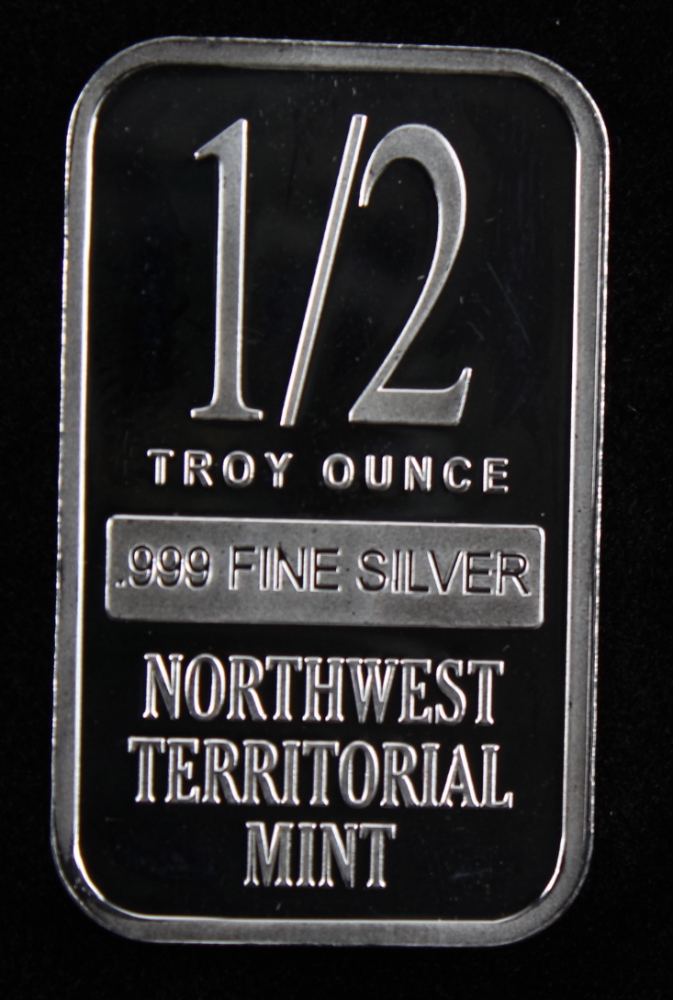 1/2
TROY OUNCE
.999 FINE SILVER
NORTHWEST
TERRITORIAL
MINT